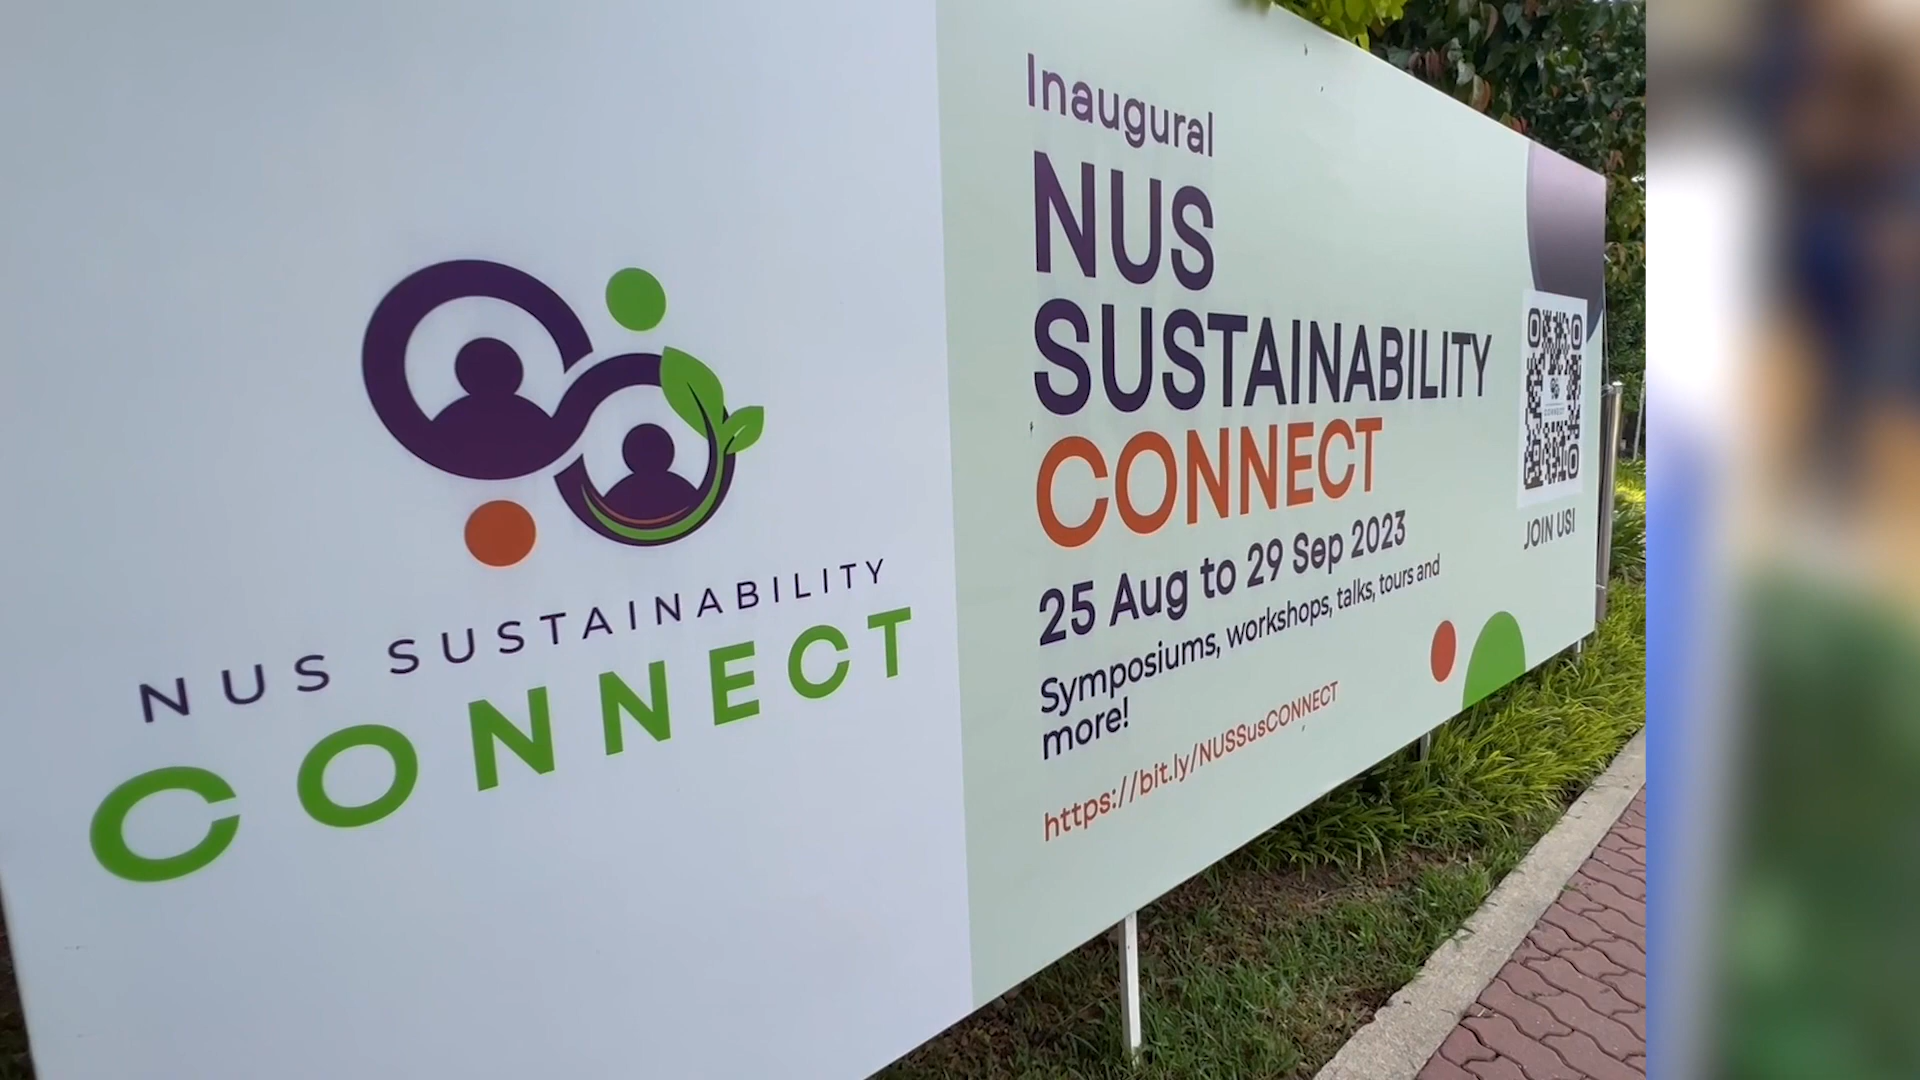 NUS SUSTAINABILITY
CONNECT
Inaugural
NUS
SUSTAINABILITY
CONNECT
25 Aug to 29 Sep 2023
Symposiums, workshops, talks, tours and
more!
https://bit.ly/NUSSusCONNECT
CONNECT
JOIN US!